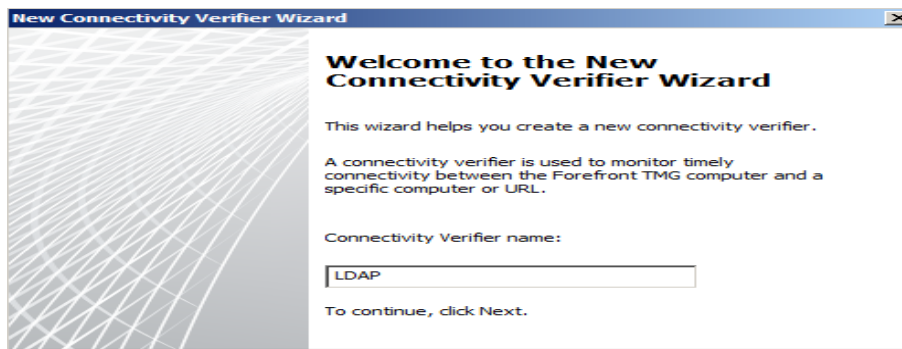 New Connectivity Verifier Wizard
Welcome to the New
Connectivity Verifier Wizard
This wizard helps you create a new connectivity verifier.
A connectivity verifier is used to monitor timely
connectivity between the Forefront TMG computer and a
specific computer or URL.
Connectivity Verifier name:
LDAP
To continue, click Next.